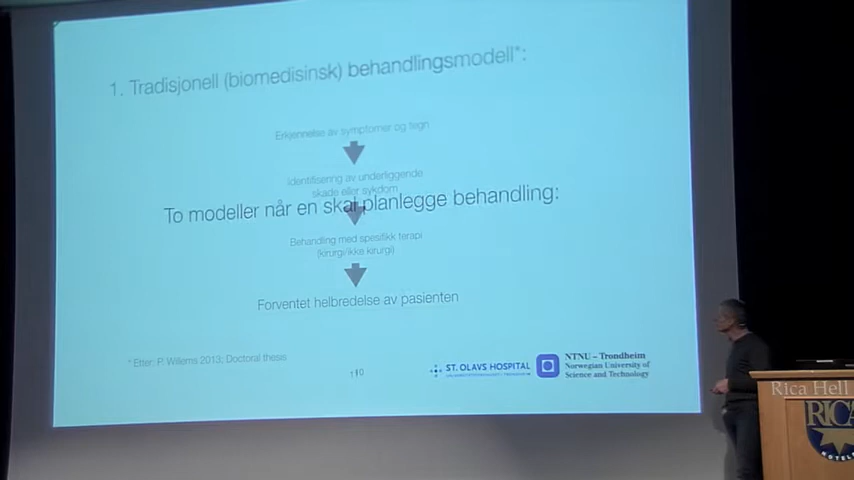 1. Tradisjonell (biomedisinsk) behandlingsmodell*:
Erkjennelse av symptomer og tegn
Identifisering av underliggende
skade eller sykdom
To modeller når en skal planlegge behandling:
Behandling med spesifikk terapi
(kirurgi/ikke kirurgi)
Forventet helbredelse av pasienten
* Etter: P. Willems 2013; Doctoral thesis
ST. OLAVS HOSPITAL
NTNU – Trondheim
Norwegian University of
Science and Technology
Rica Hell
RICA
HOTELS